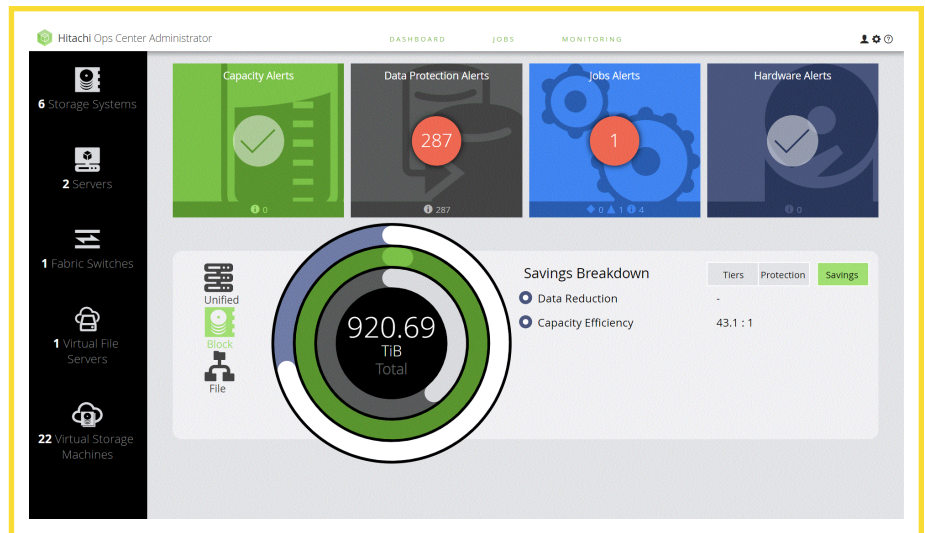 Hitachi Ops Center Administrator
DASHBOARD JOBS MONITORING
6 Storage Systems
2 Servers
1 Fabric Switches
1 Virtual File
Servers
22 Virtual Storage
Machines
Capacity Alerts
0
Data Protection Alerts
287
287
Jobs Alerts
1
0 1 4
Hardware Alerts
0
Unified
Block
File
920.69
TiB
Total
Savings Breakdown
Tiers Protection Savings
Data Reduction -
Capacity Efficiency 43.1 : 1